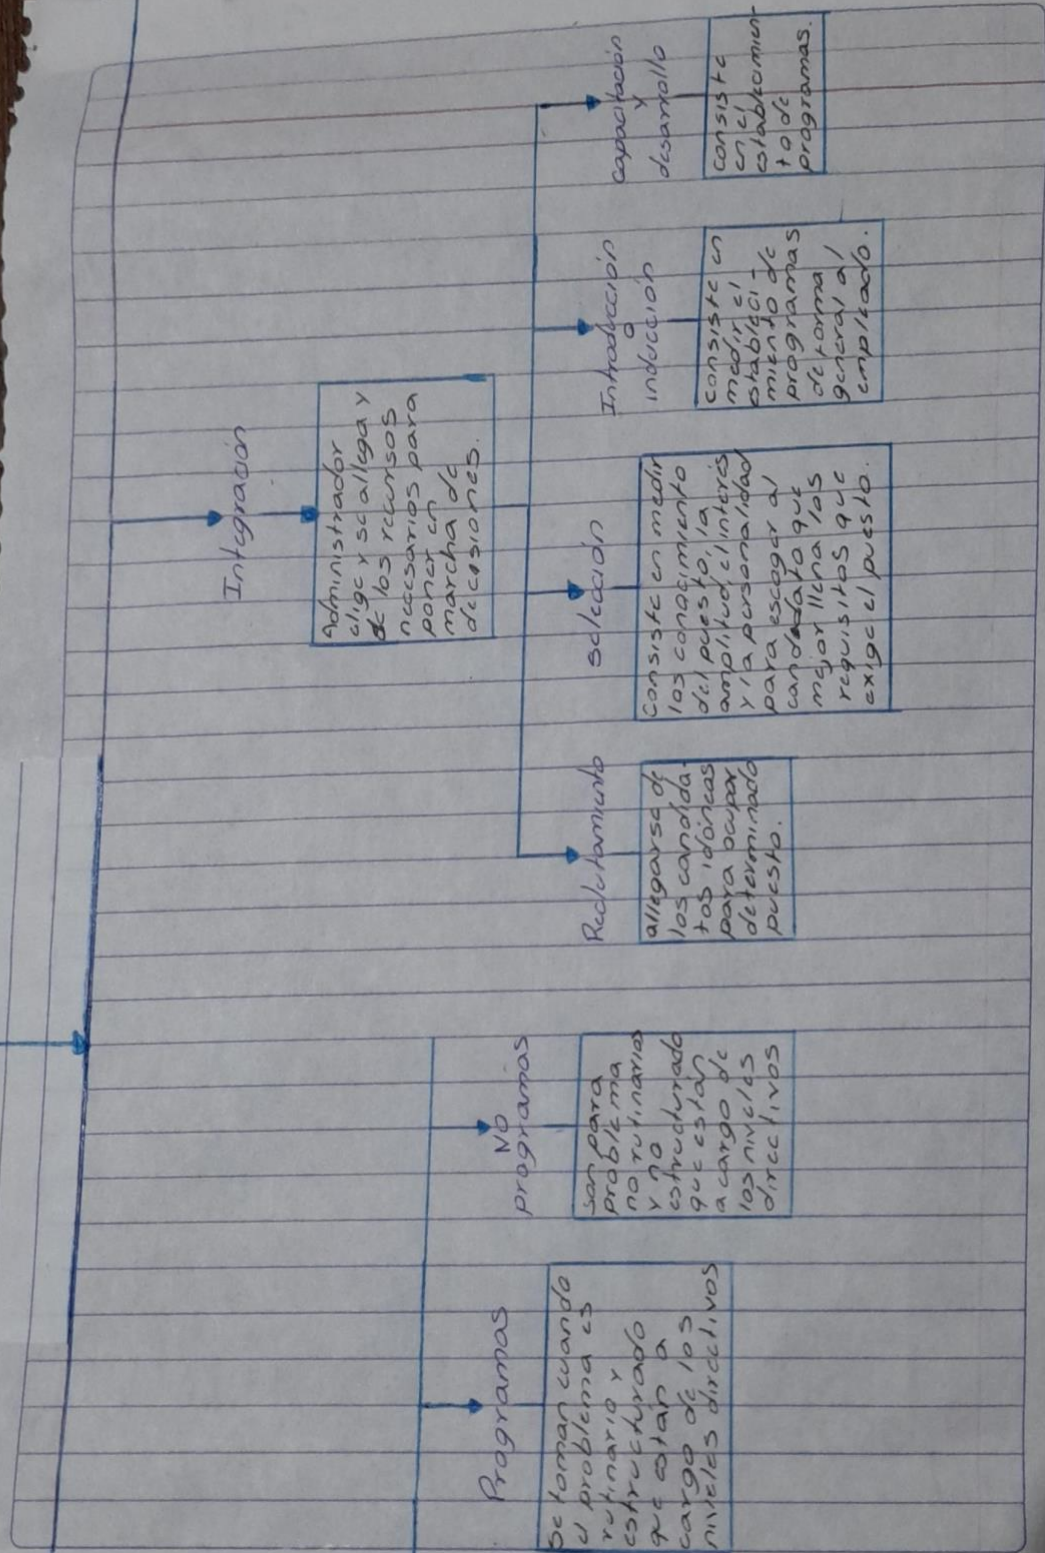 Integración
Administrador
elige y se allega y
de los recursos
necesarios para
poner en
marcha de
decisiones.
Programas
Se toman cuando
el problema es
rutinario y
estructurado
que están a
cargo de los
niveles directivos
No
programas
Son para
problema
no rutinarios
y no
estructurado
que estan
a cargo de
los niveles
directivos
Reclutamiento
allegarse de
los candida-
tos idóneos
para ocupar
determinado
puesto.
Selección
Consiste en medir
los conocimiento
del puesto, la
amplitud el interés
y la personalidad
para escoger al
candidato que
mejor llena los
requisitos que
exige el puesto.
Introducción
o
inducción
Consiste en
medir el
estableci-
miento de
programas
de forma
general al
empleado.
Capacitación
y
desarrollo
Consiste
en el
establecimien-
to de
programas.